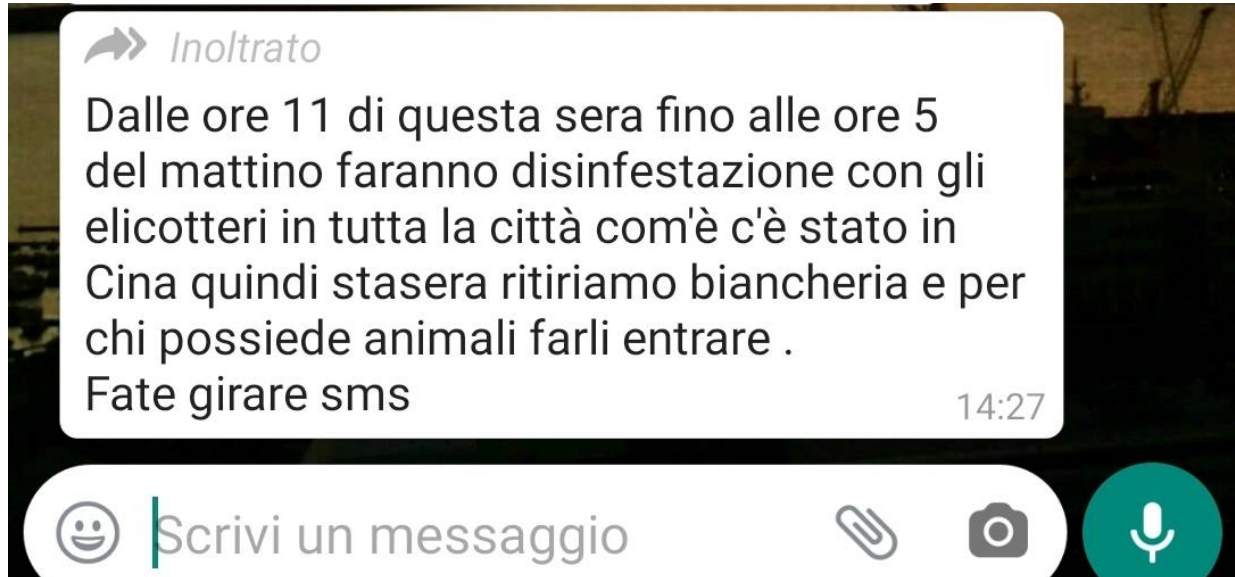 Inoltrato
Dalle ore 11 di questa sera fino alle ore 5
del mattino faranno disinfestazione con gli
elicotteri in tutta la città com'è c'è stato in
Cina quindi stasera ritiriamo biancheria e per
chi possiede animali farli entrare .
Fate girare sms
14:27
Scrivi un messaggio